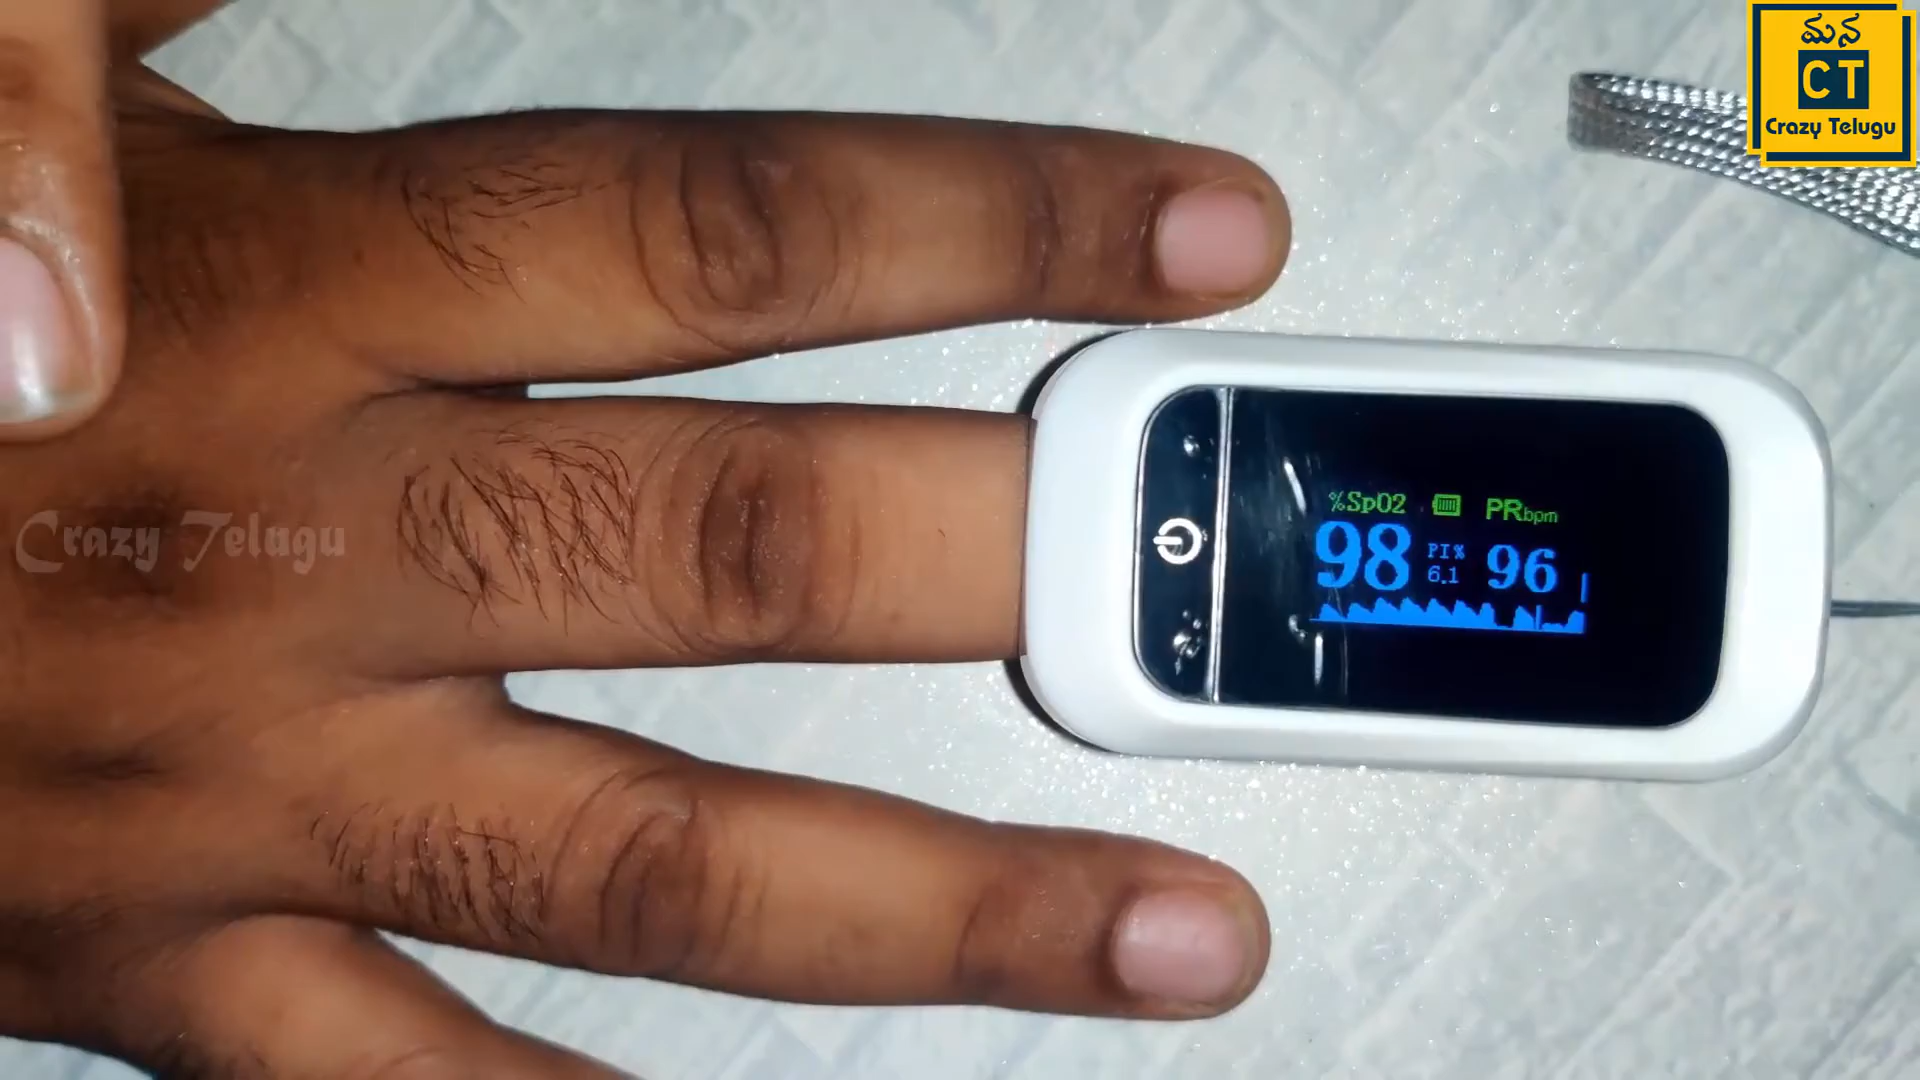 మన
CT
Crazy Telugu
%SpO2 PRbpm
98 PI% 96
6.1
Crazy Telugu